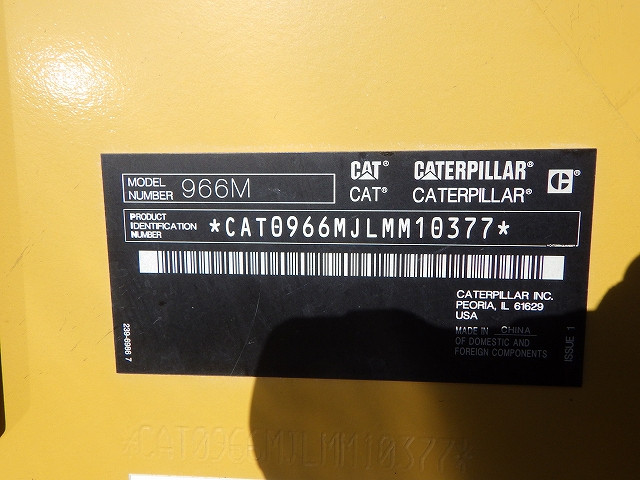 MODEL NUMBER 966M
CAT® CATERPILLAR®
CAT® CATERPILLAR®
PRODUCT IDENTIFICATION NUMBER *CAT0966MJLMM10377*
CATERPILLAR INC.
PEORIA, IL 61629
USA
MADE IN CHINA
OF DOMESTIC AND
FOREIGN COMPONENTS
ISSUE 1
239-6986 7
*CAT0966MJLMM10377*